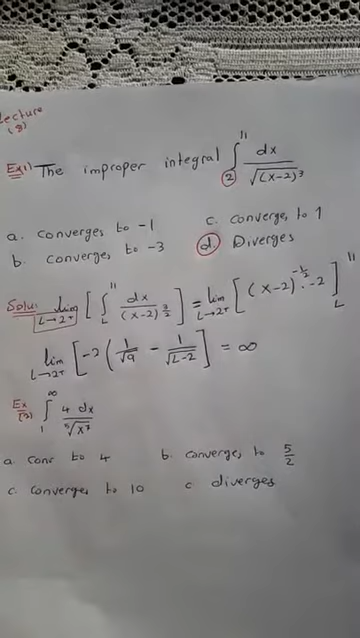 Lecture
(8)
Ex(1) The improper integral ∫₂¹¹ dx/√(x-2)³
a. converges to -1
c. converges to 1
b. converges to -3
d. Diverges
Solu: lim L→2⁺ [∫_L¹¹ dx/(x-2)^(3/2)] = lim L→2⁺ [(x-2)^(-1/2) · -2]_L¹¹
lim L→2⁺ [-2(1/√9 - 1/√(L-2))] = ∞
Ex(2) ∫₁^∞ 4 dx/⁵√x⁷
a. conv to 4
b. converges to 5/2
c. converges to 10
c diverges